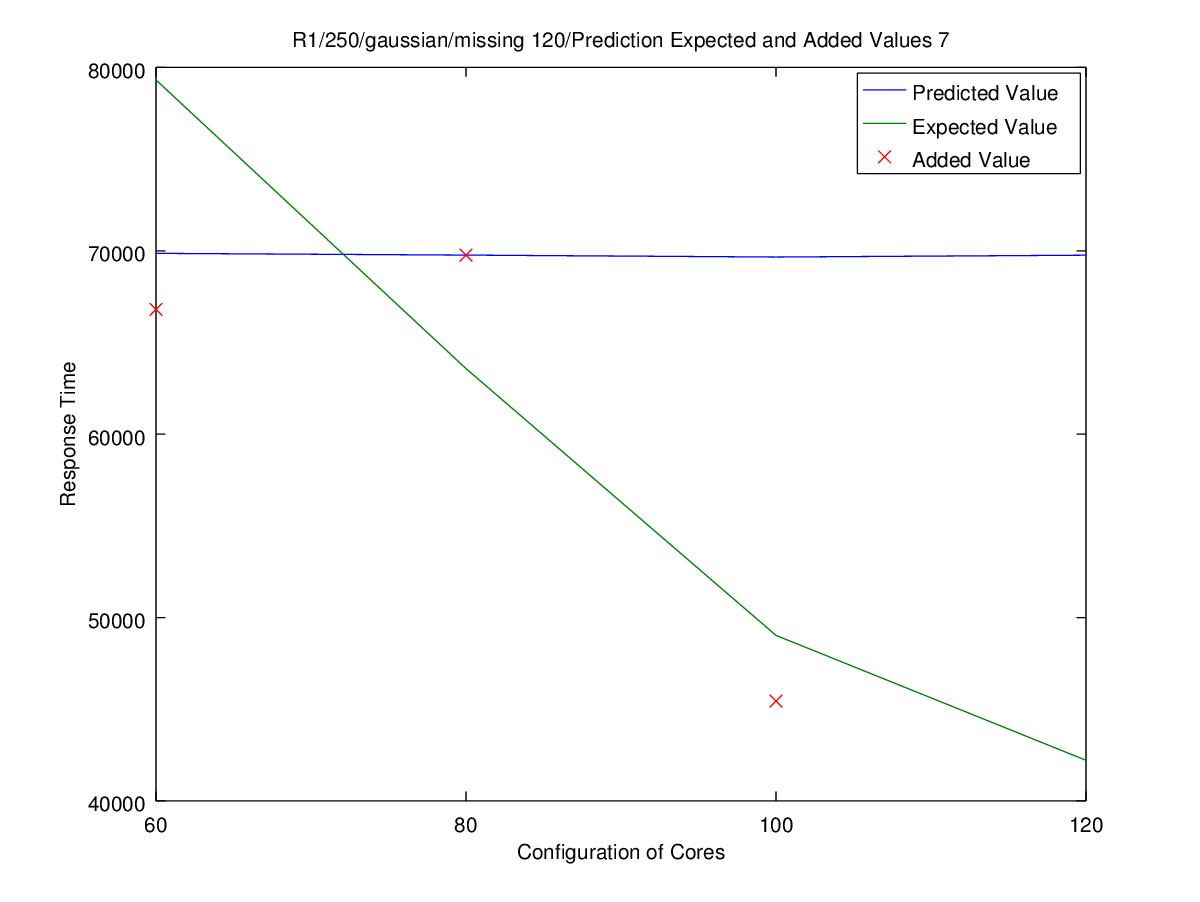 R1/250/gaussian/missing 120/Prediction Expected and Added Values 7
80000
70000
60000
50000
40000
Response Time
Predicted Value
Expected Value
Added Value
60
80
100
120
Configuration of Cores